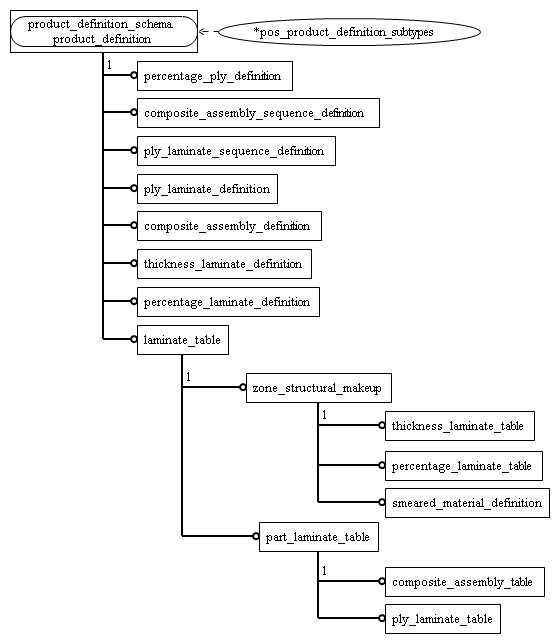 product_definition_schema
product_definition
*pos_product_definition_subtypes
1
percentage_ply_definition
composite_assembly_sequence_definition
ply_laminate_sequence_definition
ply_laminate_definition
composite_assembly_definition
thickness_laminate_definition
percentage_laminate_definition
laminate_table
1
zone_structural_makeup
1
thickness_laminate_table
percentage_laminate_table
smeared_material_definition
part_laminate_table
1
composite_assembly_table
ply_laminate_table